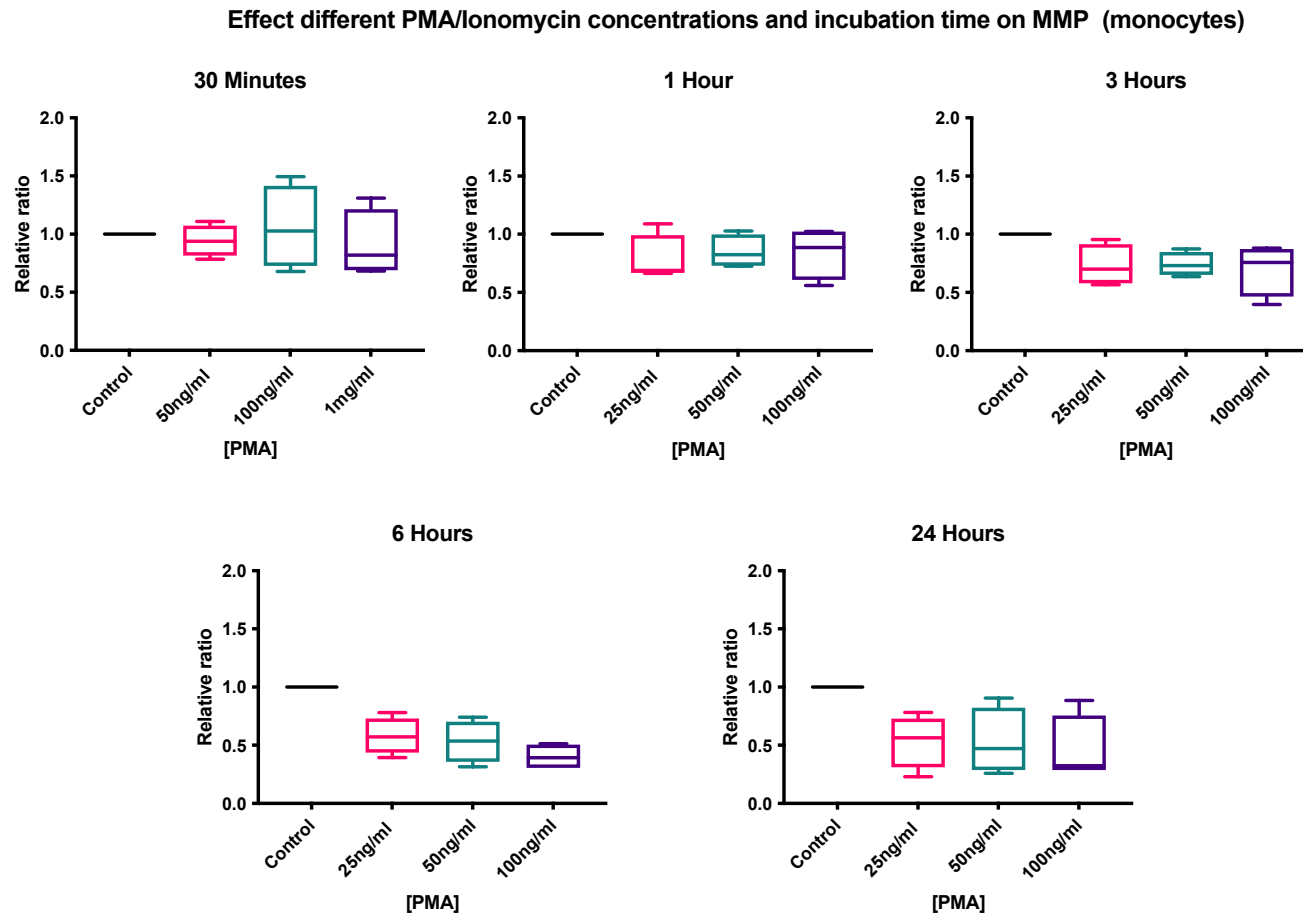 Effect different PMA/Ionomycin concentrations and incubation time on MMP (monocytes)
30 Minutes
Relative ratio
2.0
1.5
1.0
0.5
0.0
Control
50ng/ml
100ng/ml
1mg/ml
[PMA]
1 Hour
Relative ratio
2.0
1.5
1.0
0.5
0.0
Control
25ng/ml
50ng/ml
100ng/ml
[PMA]
3 Hours
Relative ratio
2.0
1.5
1.0
0.5
0.0
Control
25ng/ml
50ng/ml
100ng/ml
[PMA]
6 Hours
Relative ratio
2.0
1.5
1.0
0.5
0.0
Control
25ng/ml
50ng/ml
100ng/ml
[PMA]
24 Hours
Relative ratio
2.0
1.5
1.0
0.5
0.0
Control
25ng/ml
50ng/ml
100ng/ml
[PMA]